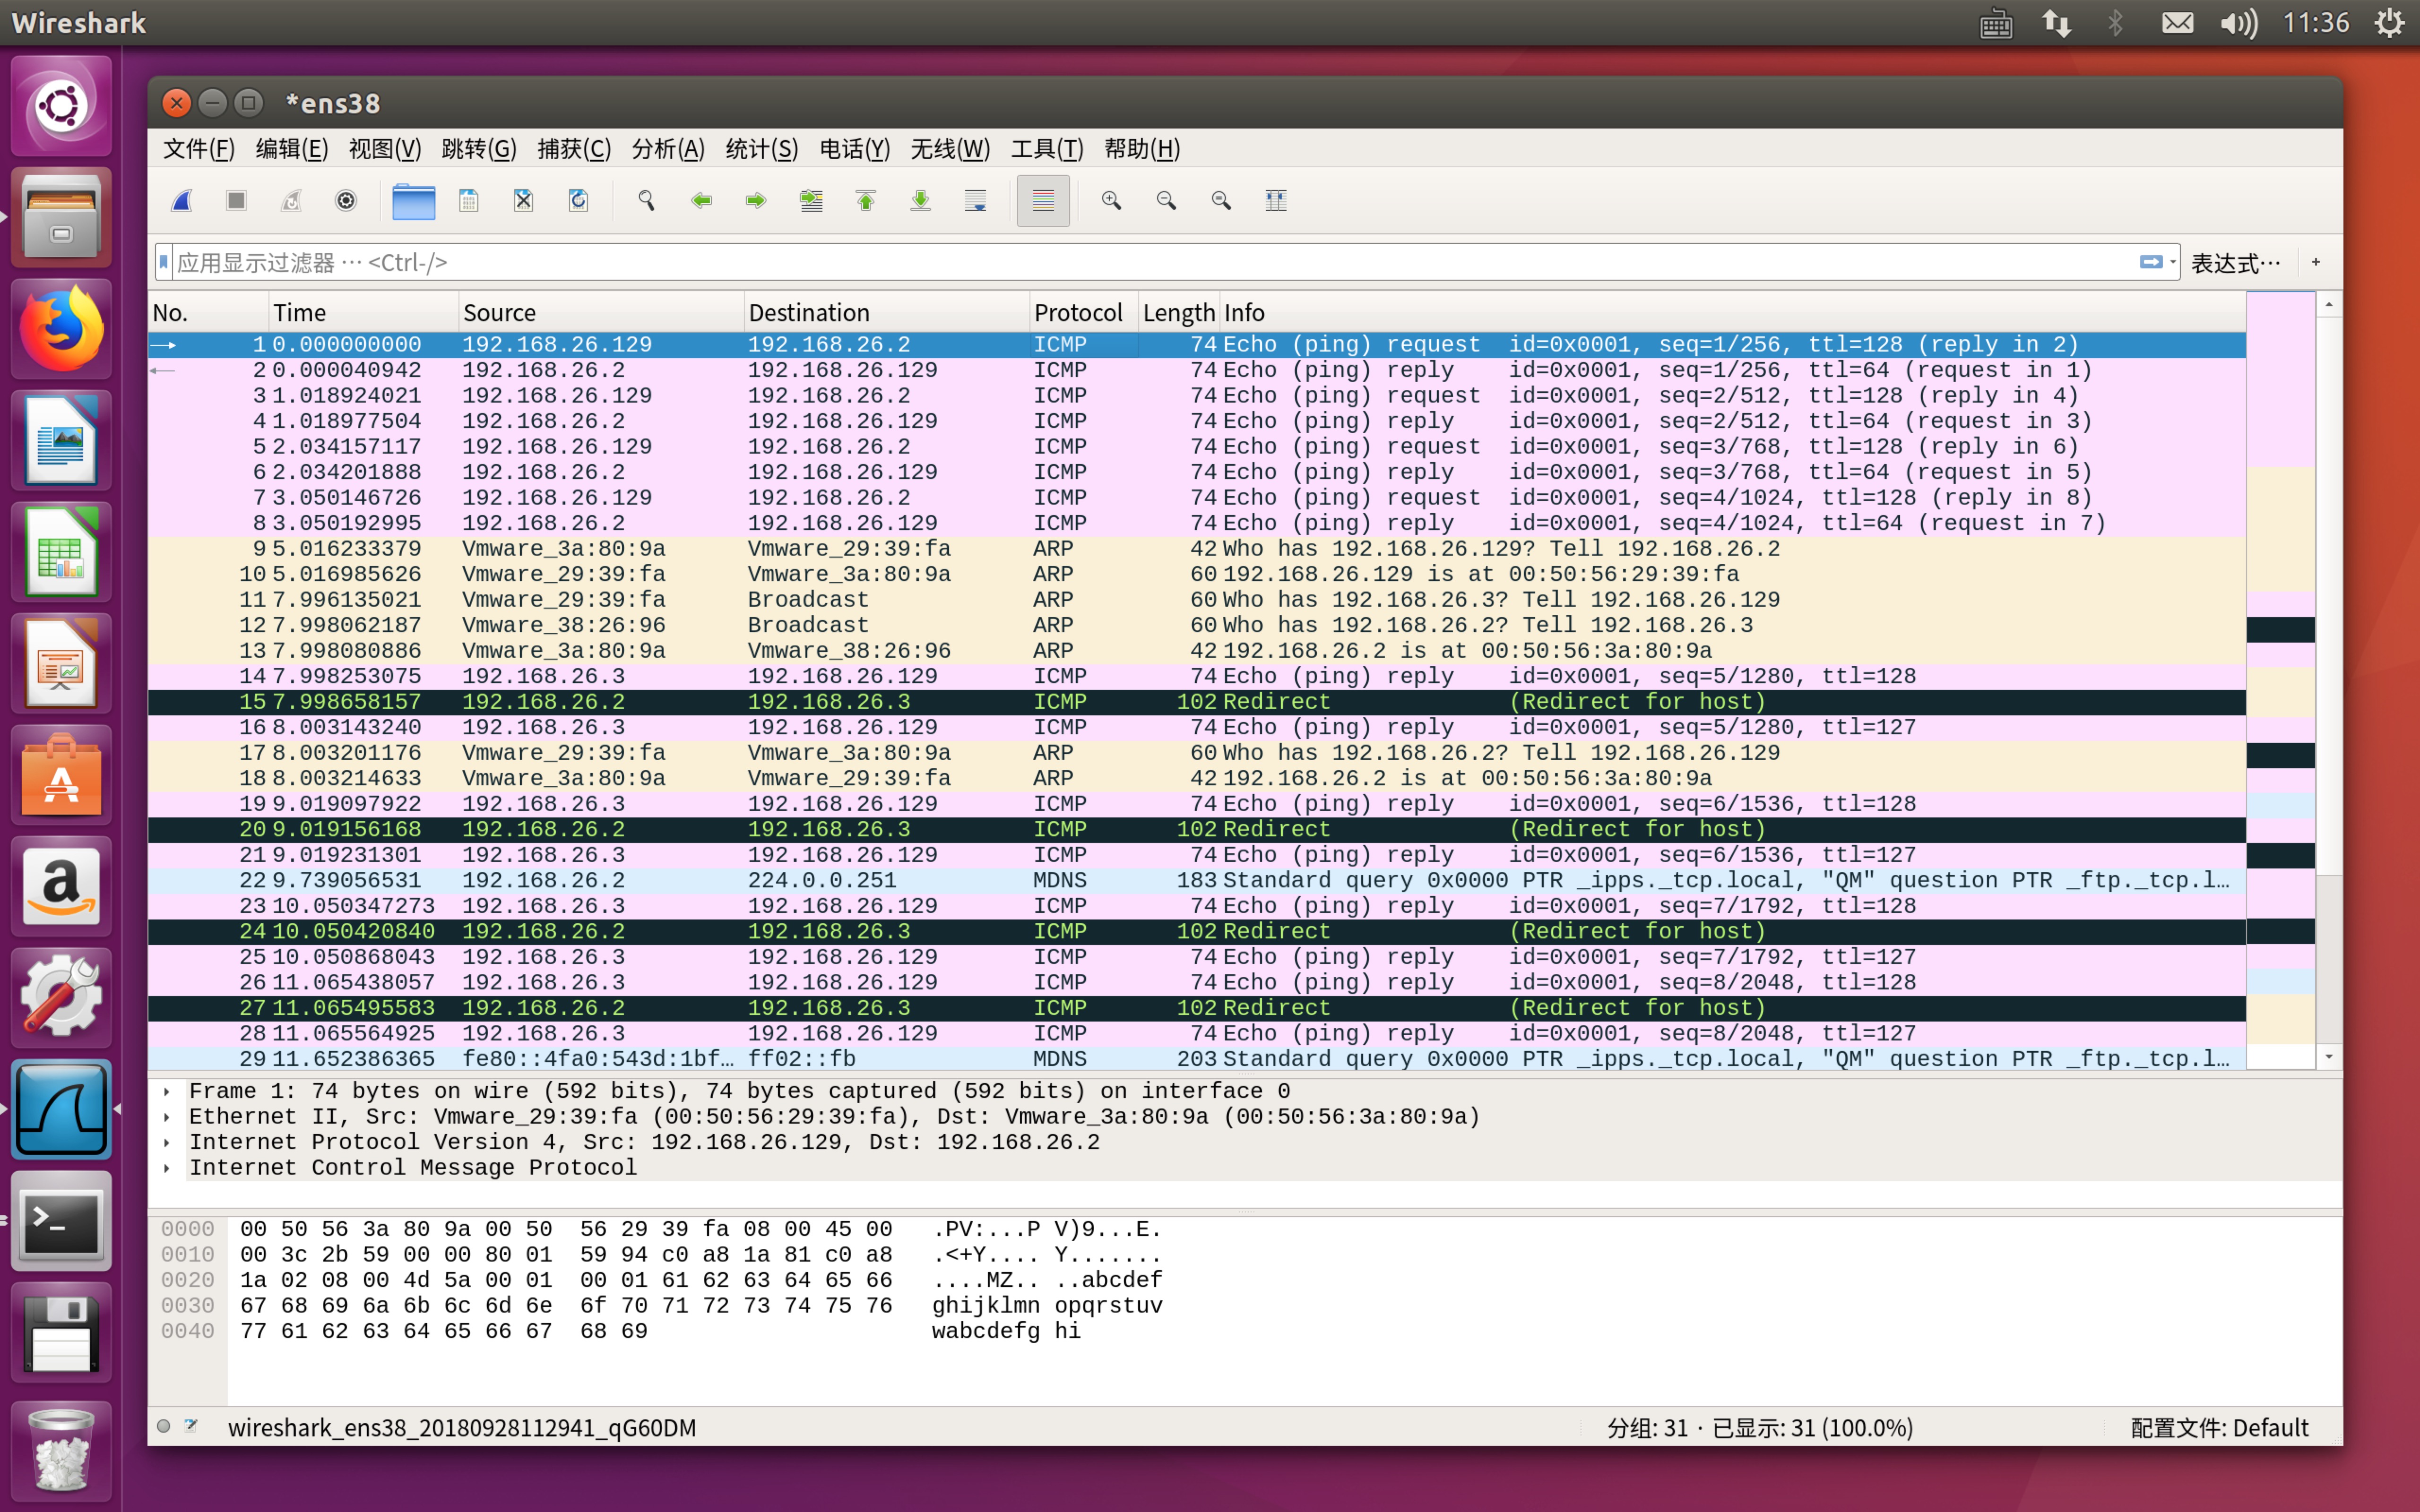 Wireshark 11:36
*ens38
文件(F) 编辑(E) 视图(V) 跳转(G) 捕获(C) 分析(A) 统计(S) 电话(Y) 无线(W) 工具(T) 帮助(H)
应用显示过滤器 … <Ctrl-/> 表达式… +
No. Time Source Destination Protocol Length Info
1 0.000000000 192.168.26.129 192.168.26.2 ICMP 74 Echo (ping) request id=0x0001, seq=1/256, ttl=128 (reply in 2)
2 0.000040942 192.168.26.2 192.168.26.129 ICMP 74 Echo (ping) reply id=0x0001, seq=1/256, ttl=64 (request in 1)
3 1.018924021 192.168.26.129 192.168.26.2 ICMP 74 Echo (ping) request id=0x0001, seq=2/512, ttl=128 (reply in 4)
4 1.018977504 192.168.26.2 192.168.26.129 ICMP 74 Echo (ping) reply id=0x0001, seq=2/512, ttl=64 (request in 3)
5 2.034157117 192.168.26.129 192.168.26.2 ICMP 74 Echo (ping) request id=0x0001, seq=3/768, ttl=128 (reply in 6)
6 2.034201888 192.168.26.2 192.168.26.129 ICMP 74 Echo (ping) reply id=0x0001, seq=3/768, ttl=64 (request in 5)
7 3.050146726 192.168.26.129 192.168.26.2 ICMP 74 Echo (ping) request id=0x0001, seq=4/1024, ttl=128 (reply in 8)
8 3.050192995 192.168.26.2 192.168.26.129 ICMP 74 Echo (ping) reply id=0x0001, seq=4/1024, ttl=64 (request in 7)
9 5.016233379 Vmware_3a:80:9a Vmware_29:39:fa ARP 42 Who has 192.168.26.129? Tell 192.168.26.2
10 5.016985626 Vmware_29:39:fa Vmware_3a:80:9a ARP 60 192.168.26.129 is at 00:50:56:29:39:fa
11 7.996135021 Vmware_29:39:fa Broadcast ARP 60 Who has 192.168.26.3? Tell 192.168.26.129
12 7.998062187 Vmware_38:26:96 Broadcast ARP 60 Who has 192.168.26.2? Tell 192.168.26.3
13 7.998080886 Vmware_3a:80:9a Vmware_38:26:96 ARP 42 192.168.26.2 is at 00:50:56:3a:80:9a
14 7.998253075 192.168.26.3 192.168.26.129 ICMP 74 Echo (ping) reply id=0x0001, seq=5/1280, ttl=128
15 7.998658157 192.168.26.2 192.168.26.3 ICMP 102 Redirect (Redirect for host)
16 8.003143240 192.168.26.3 192.168.26.129 ICMP 74 Echo (ping) reply id=0x0001, seq=5/1280, ttl=127
17 8.003201176 Vmware_29:39:fa Vmware_3a:80:9a ARP 60 Who has 192.168.26.2? Tell 192.168.26.129
18 8.003214633 Vmware_3a:80:9a Vmware_29:39:fa ARP 42 192.168.26.2 is at 00:50:56:3a:80:9a
19 9.019097922 192.168.26.3 192.168.26.129 ICMP 74 Echo (ping) reply id=0x0001, seq=6/1536, ttl=128
20 9.019156168 192.168.26.2 192.168.26.3 ICMP 102 Redirect (Redirect for host)
21 9.019231301 192.168.26.3 192.168.26.129 ICMP 74 Echo (ping) reply id=0x0001, seq=6/1536, ttl=127
22 9.739056531 192.168.26.2 224.0.0.251 MDNS 183 Standard query 0x0000 PTR _ipps._tcp.local, "QM" question PTR _ftp._tcp.l…
23 10.050347273 192.168.26.3 192.168.26.129 ICMP 74 Echo (ping) reply id=0x0001, seq=7/1792, ttl=128
24 10.050420840 192.168.26.2 192.168.26.3 ICMP 102 Redirect (Redirect for host)
25 10.050868043 192.168.26.3 192.168.26.129 ICMP 74 Echo (ping) reply id=0x0001, seq=7/1792, ttl=127
26 11.065438057 192.168.26.3 192.168.26.129 ICMP 74 Echo (ping) reply id=0x0001, seq=8/2048, ttl=128
27 11.065495583 192.168.26.2 192.168.26.3 ICMP 102 Redirect (Redirect for host)
28 11.065564925 192.168.26.3 192.168.26.129 ICMP 74 Echo (ping) reply id=0x0001, seq=8/2048, ttl=127
29 11.652386365 fe80::4fa0:543d:1bf… ff02::fb MDNS 203 Standard query 0x0000 PTR _ipps._tcp.local, "QM" question PTR _ftp._tcp.l…
Frame 1: 74 bytes on wire (592 bits), 74 bytes captured (592 bits) on interface 0
Ethernet II, Src: Vmware_29:39:fa (00:50:56:29:39:fa), Dst: Vmware_3a:80:9a (00:50:56:3a:80:9a)
Internet Protocol Version 4, Src: 192.168.26.129, Dst: 192.168.26.2
Internet Control Message Protocol
0000 00 50 56 3a 80 9a 00 50 56 29 39 fa 08 00 45 00 .PV:...P V)9...E.
0010 00 3c 2b 59 00 00 80 01 59 94 c0 a8 1a 81 c0 a8 .<+Y.... Y.......
0020 1a 02 08 00 4d 5a 00 01 00 01 61 62 63 64 65 66 ....MZ.. ..abcdef
0030 67 68 69 6a 6b 6c 6d 6e 6f 70 71 72 73 74 75 76 ghijklmn opqrstuv
0040 77 61 62 63 64 65 66 67 68 69 wabcdefg hi
wireshark_ens38_20180928112941_qG60DM 分组: 31 · 已显示: 31 (100.0%) 配置文件: Default